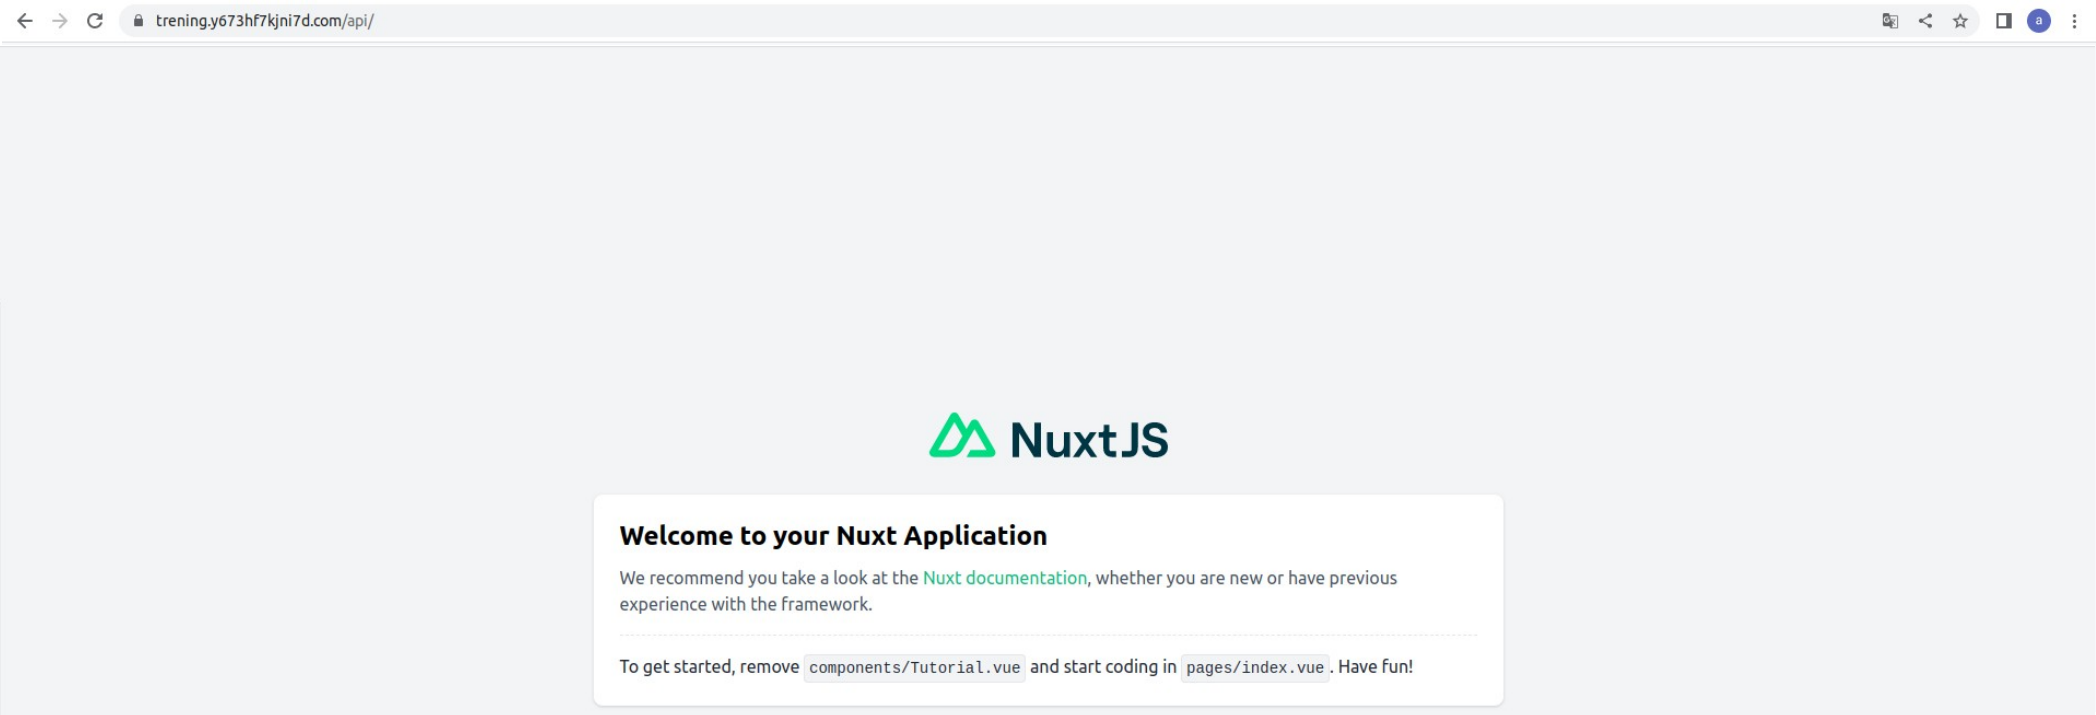 trening.y673hf7kjni7d.com/api/
a
NuxtJS
Welcome to your Nuxt Application
We recommend you take a look at the Nuxt documentation, whether you are new or have previous
experience with the framework.
To get started, remove components/Tutorial.vue and start coding in pages/index.vue. Have fun!